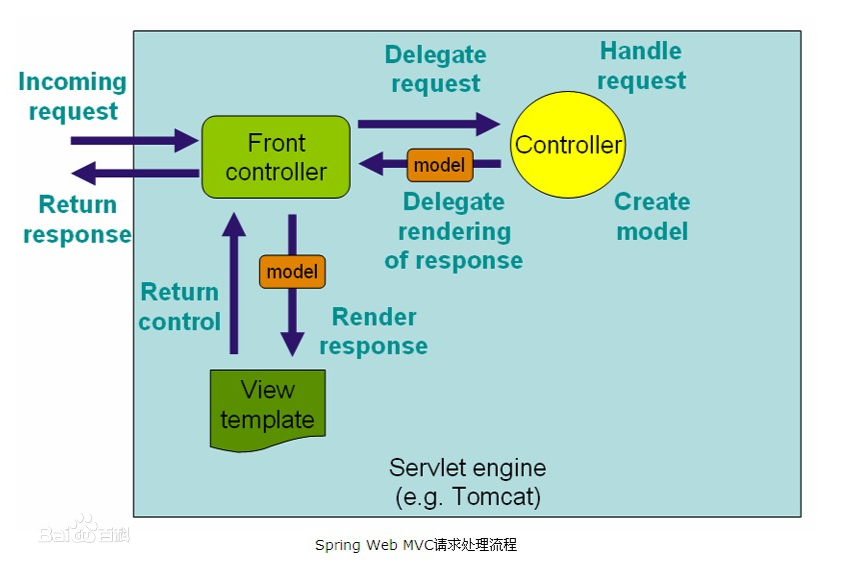 Incoming
request
Return
response
Front
controller
Delegate
request
model
Delegate
rendering
of response
Handle
request
Controller
Create
model
Return
control
model
Render
response
View
template
Servlet engine
(e.g. Tomcat)
Baidu百科
Spring Web MVC请求处理流程